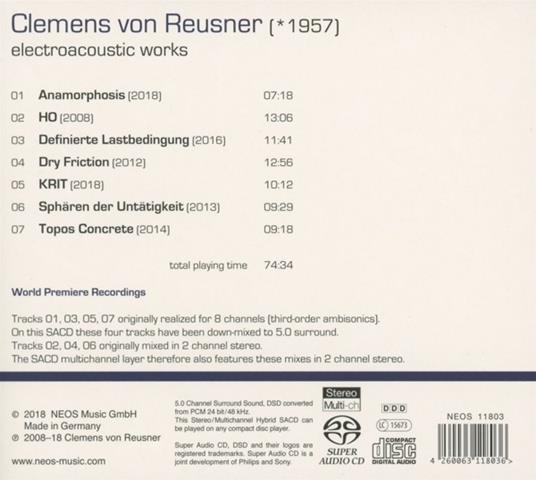 Clemens von Reusner (*1957)
electroacoustic works
01 Anamorphosis (2018) 07:18
02 HO (2008) 13:06
03 Definierte Lastbedingung (2016) 11:41
04 Dry Friction (2012) 12:56
05 KRIT (2018) 10:12
06 Sphären der Untätigkeit (2013) 09:29
07 Topos Concrete (2014) 09:18
total playing time 74:34
World Premiere Recordings
Tracks 01, 03, 05, 07 originally realized for 8 channels (third-order ambisonics).
On this SACD these four tracks have been down-mixed to 5.0 surround.
Tracks 02, 04, 06 originally mixed in 2 channel stereo.
The SACD multichannel layer therefore also features these mixes in 2 channel stereo.
© 2018 NEOS Music GmbH
Made in Germany
℗ 2008–18 Clemens von Reusner
www.neos-music.com
5.0 Channel Surround Sound, DSD converted
from PCM 24 bit/48 kHz.
This Stereo/Multichannel Hybrid SACD can
be played on any compact disc player.
Super Audio CD, DSD and their logos are
registered trademarks. Super Audio CD is a
joint development of Philips and Sony.
Stereo
Multi-ch
SUPER AUDIO CD
DDD
LC 15673
COMPACT
disc
DIGITAL AUDIO
NEOS 11803
4 260063 118036